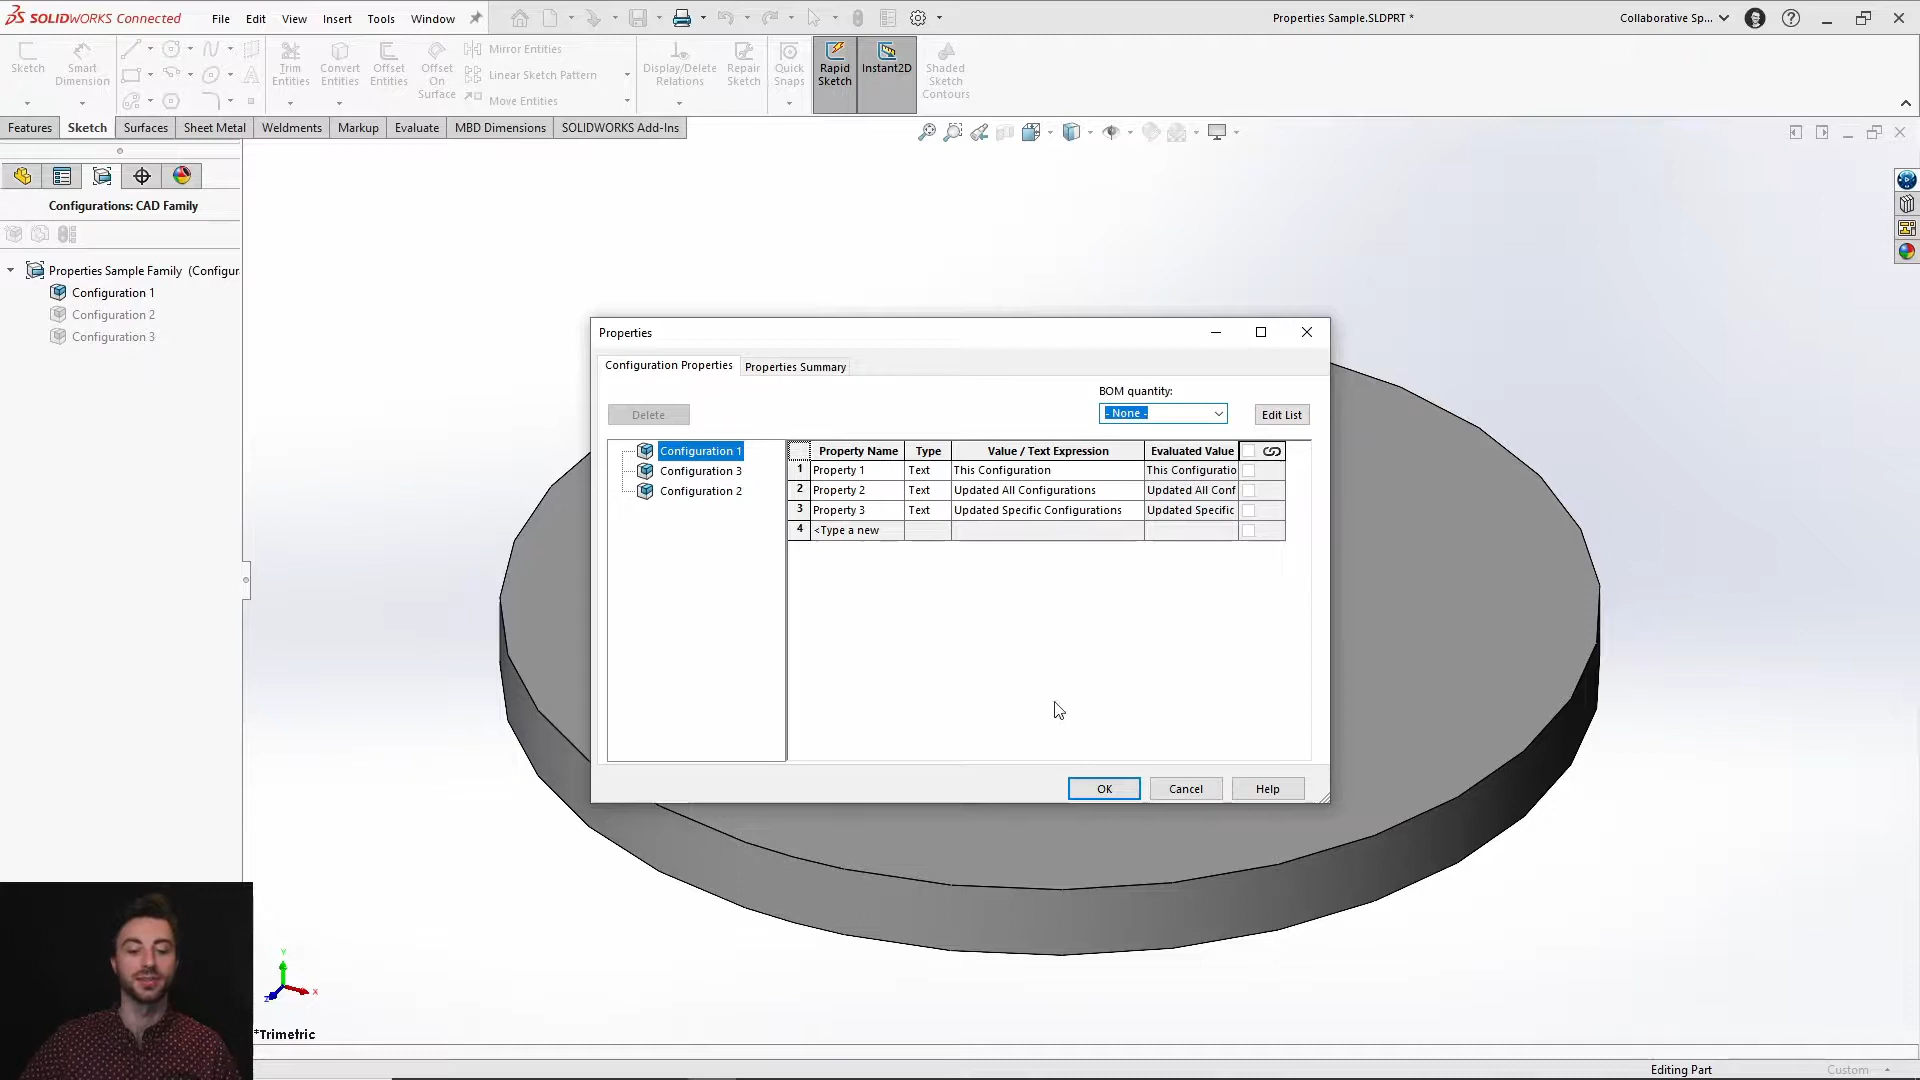 SOLIDWORKS Connected
File Edit View Insert Tools Window
Properties Sample.SLDPRT *
Collaborative Sp...
Sketch
Smart Dimension
Trim Entities
Convert Entities
Offset Entities
Offset On Surface
Mirror Entities
Linear Sketch Pattern
Move Entities
Display/Delete Relations
Repair Sketch
Quick Snaps
Rapid Sketch
Instant2D
Shaded Sketch Contours
Features Sketch Surfaces Sheet Metal Weldments Markup Evaluate MBD Dimensions SOLIDWORKS Add-Ins
Configurations: CAD Family
Properties Sample Family (Configur
Configuration 1
Configuration 2
Configuration 3
Properties
Configuration Properties Properties Summary
BOM quantity:
Delete
- None -
Edit List
Configuration 1
Configuration 3
Configuration 2
Property Name Type Value / Text Expression Evaluated Value
1 Property 1 Text This Configuration This Configuratio
2 Property 2 Text Updated All Configurations Updated All Conf
3 Property 3 Text Updated Specific Configurations Updated Specific
4 <Type a new
OK Cancel Help
Y
X
Z
*Trimetric
Editing Part
Custom